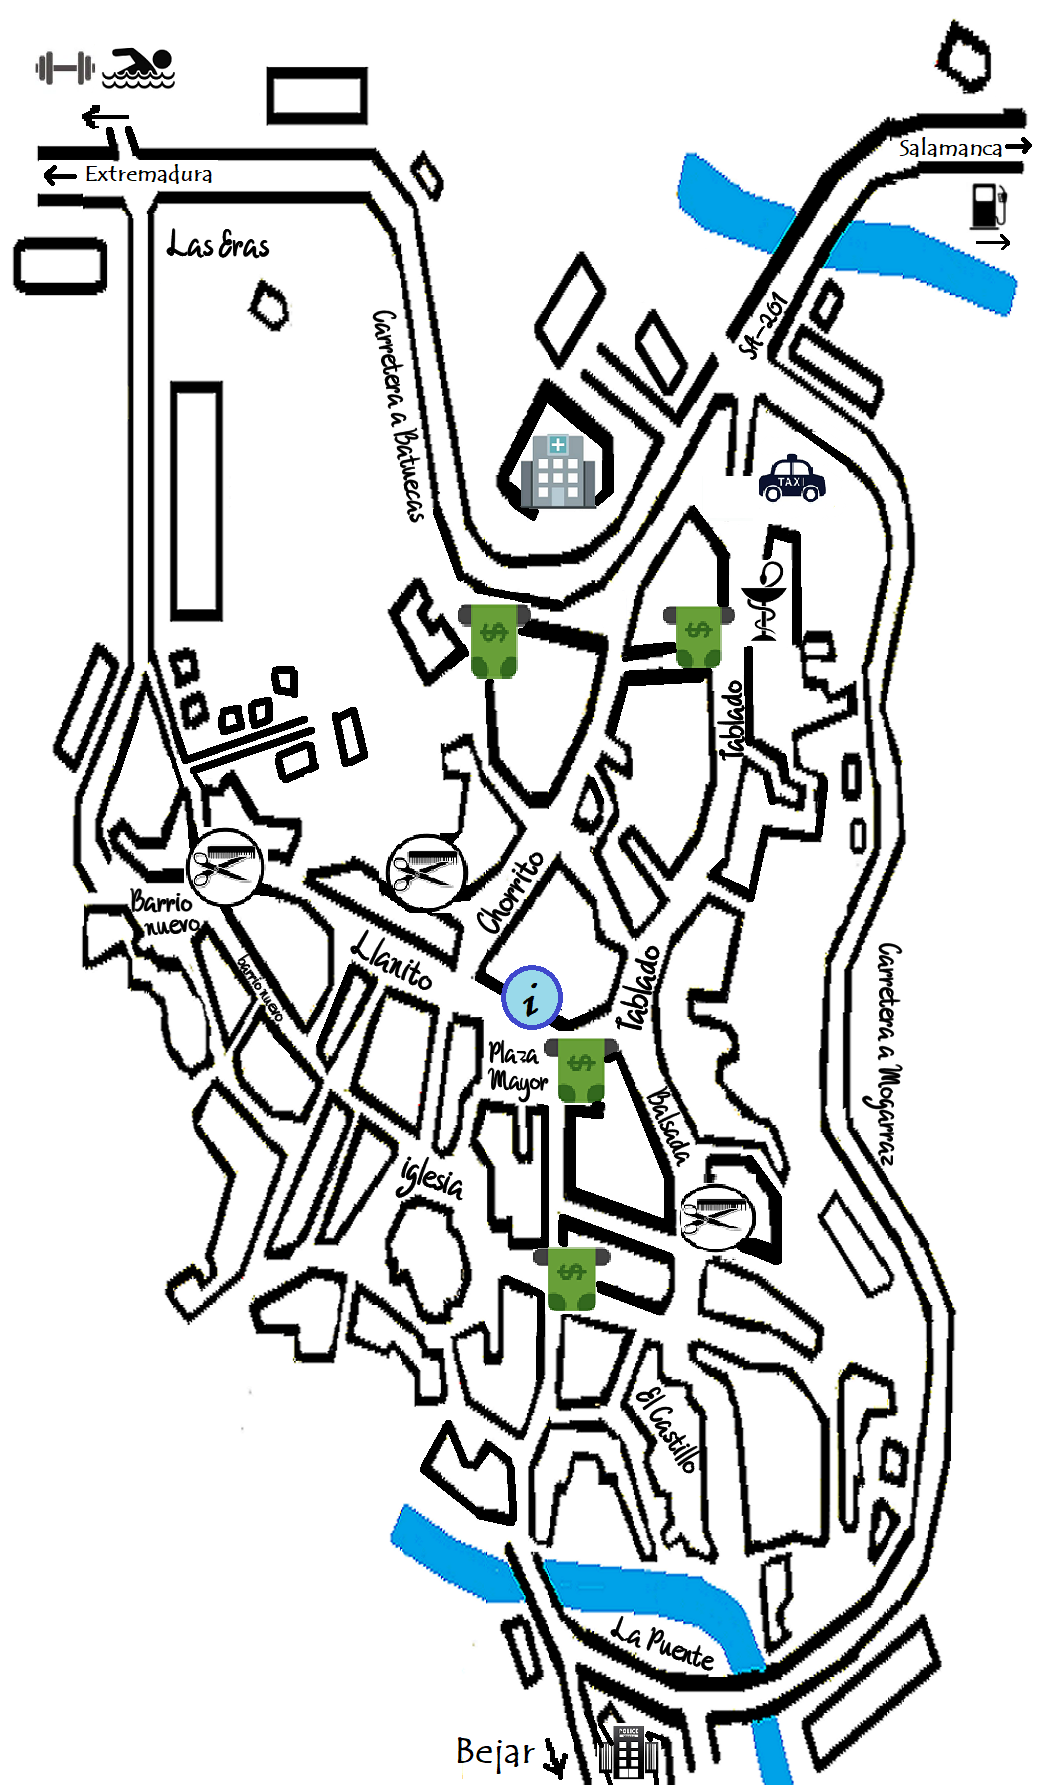 Salamanca
Extremadura
Las Eras
SA-201
Carretera a Batuecas
TAXI
Tablado
Chorrito
Barrio
nuevo
Llanito
barrio nuevo
i
Tablado
Carretera a Mogarraz
Plaza
Mayor
Balsada
iglesia
El Castillo
La Puente
POLICE
Bejar